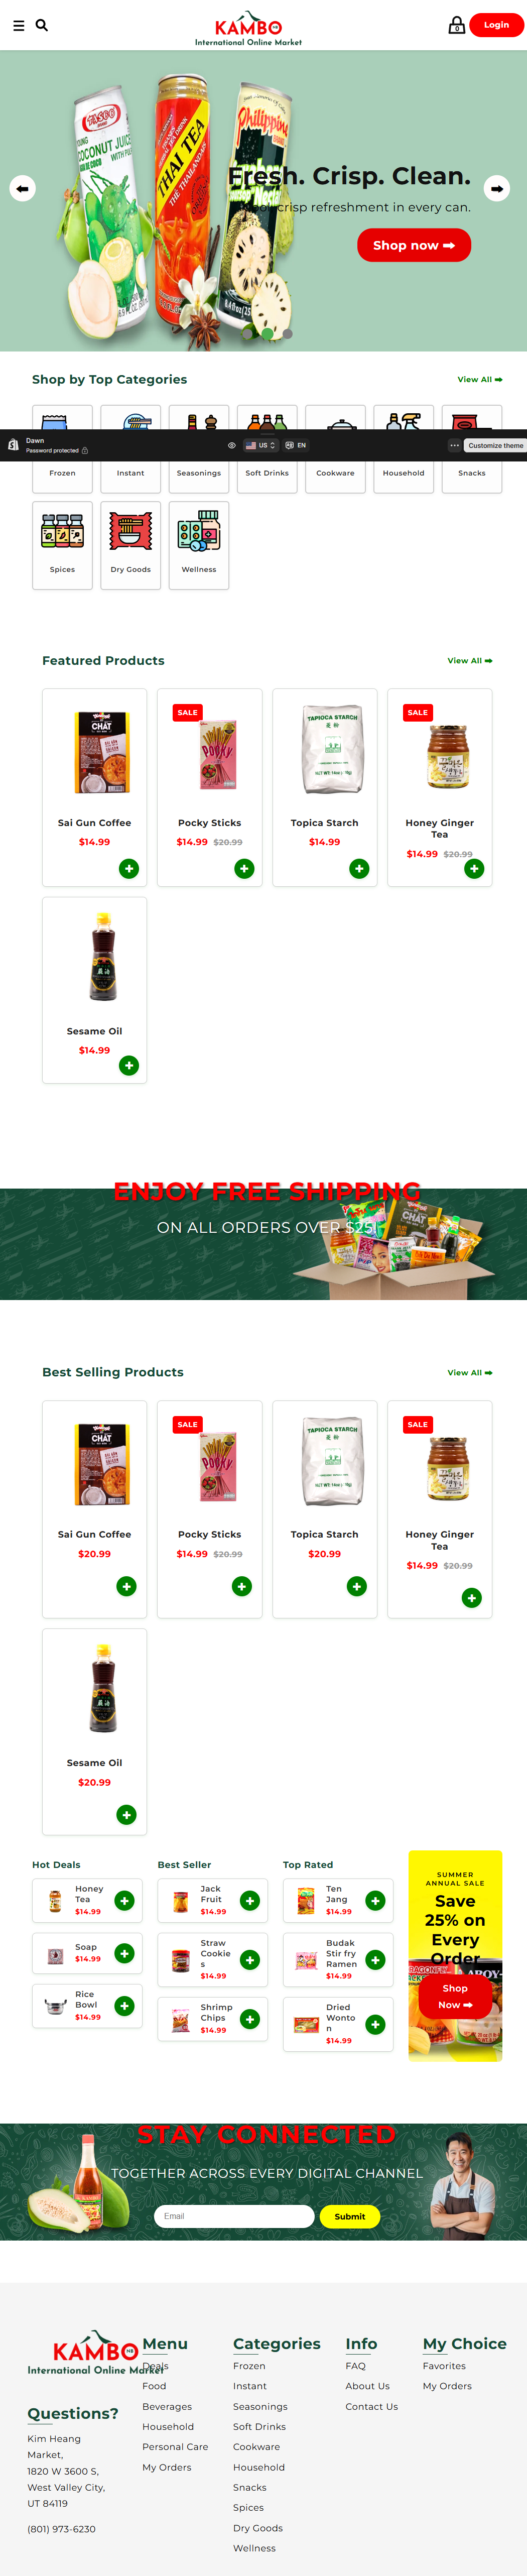 KAMBO
International Online Market
0
Login
TASCO
YOUNG
COCONUT JUICE
THAI TEA
THE THAILANDIA'S
Philippine
Fresh. Crisp. Clean.
crisp refreshment in every can.
Shop now
Shop by Top Categories
View All
Dawn
Password protected
US
EN
Customize theme
Frozen
Instant
Seasonings
Soft Drinks
Cookware
Household
Snacks
Spices
Dry Goods
Wellness
Featured Products
View All
CHAT
SALE
POCKY
TAPIOCA STARCH
SALE
Sai Gun Coffee
$14.99
Pocky Sticks
$14.99 $20.99
Topica Starch
$14.99
Honey Ginger
Tea
$14.99 $20.99
Sesame Oil
$14.99
ENJOY FREE SHIPPING
ON ALL ORDERS OVER $25!
Best Selling Products
View All
CHAT
SALE
POCKY
TAPIOCA STARCH
SALE
Sai Gun Coffee
$20.99
Pocky Sticks
$14.99 $20.99
Topica Starch
$20.99
Honey Ginger
Tea
$14.99 $20.99
Sesame Oil
$20.99
Hot Deals
Honey
Tea
$14.99
Soap
$14.99
Rice
Bowl
$14.99
Best Seller
Jack
Fruit
$14.99
Straw
Cookie
s
$14.99
Shrimp
Chips
$14.99
Top Rated
Ten
Jang
$14.99
Budak
Stir fry
Ramen
$14.99
Dried
Wonto
n
$14.99
SUMMER
ANNUAL SALE
Save
25% on
Every
Order
Shop
Now
STAY CONNECTED
TOGETHER ACROSS EVERY DIGITAL CHANNEL
Email
Submit
KAMBO
International Online Market
Questions?
Kim Heang
Market,
1820 W 3600 S,
West Valley City,
UT 84119
(801) 973-6230
Menu
Deals
Food
Beverages
Household
Personal Care
My Orders
Categories
Frozen
Instant
Seasonings
Soft Drinks
Cookware
Household
Snacks
Spices
Dry Goods
Wellness
Info
FAQ
About Us
Contact Us
My Choice
Favorites
My Orders